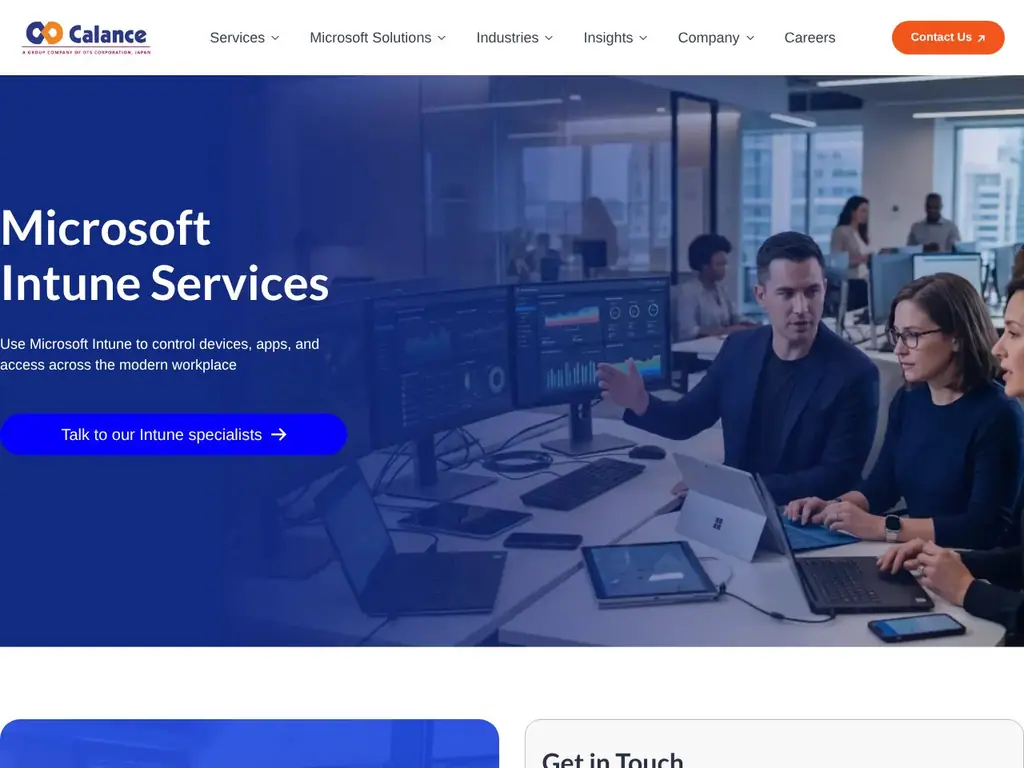 Calance
A GROUP COMPANY OF OTS CORPORATION, JAPAN
Services
Microsoft Solutions
Industries
Insights
Company
Careers
Contact Us
Microsoft
Intune Services
Use Microsoft Intune to control devices, apps, and
access across the modern workplace
Talk to our Intune specialists
Get in Touch